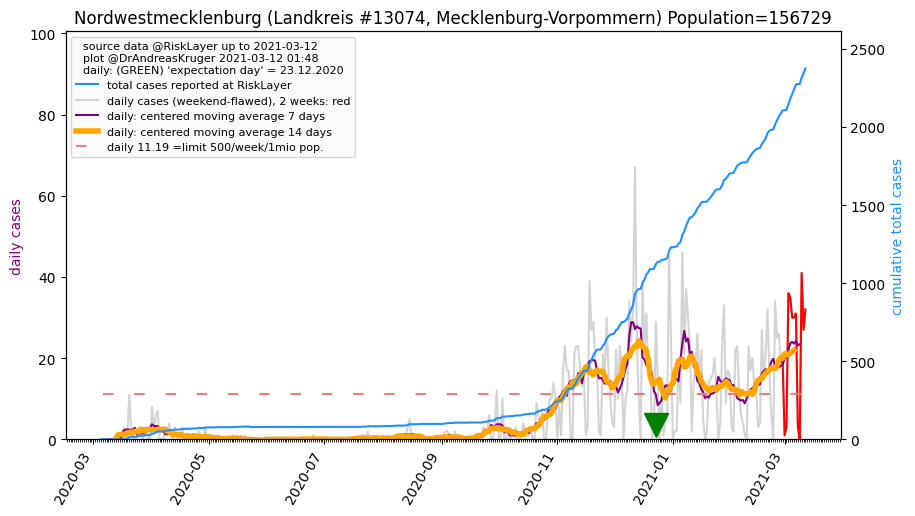 Nordwestmecklenburg (Landkreis #13074, Mecklenburg-Vorpommern) Population=156729
source data @RiskLayer up to 2021-03-12
plot @DrAndreasKruger 2021-03-12 01:48
daily: (GREEN) 'expectation day' = 23.12.2020
total cases reported at RiskLayer
daily cases (weekend-flawed), 2 weeks: red
daily: centered moving average 7 days
daily: centered moving average 14 days
daily 11.19 =limit 500/week/1mio pop.
daily cases
100
80
60
40
20
0
cumulative total cases
2500
2000
1500
1000
500
0
2020-03
2020-05
2020-07
2020-09
2020-11
2021-01
2021-03